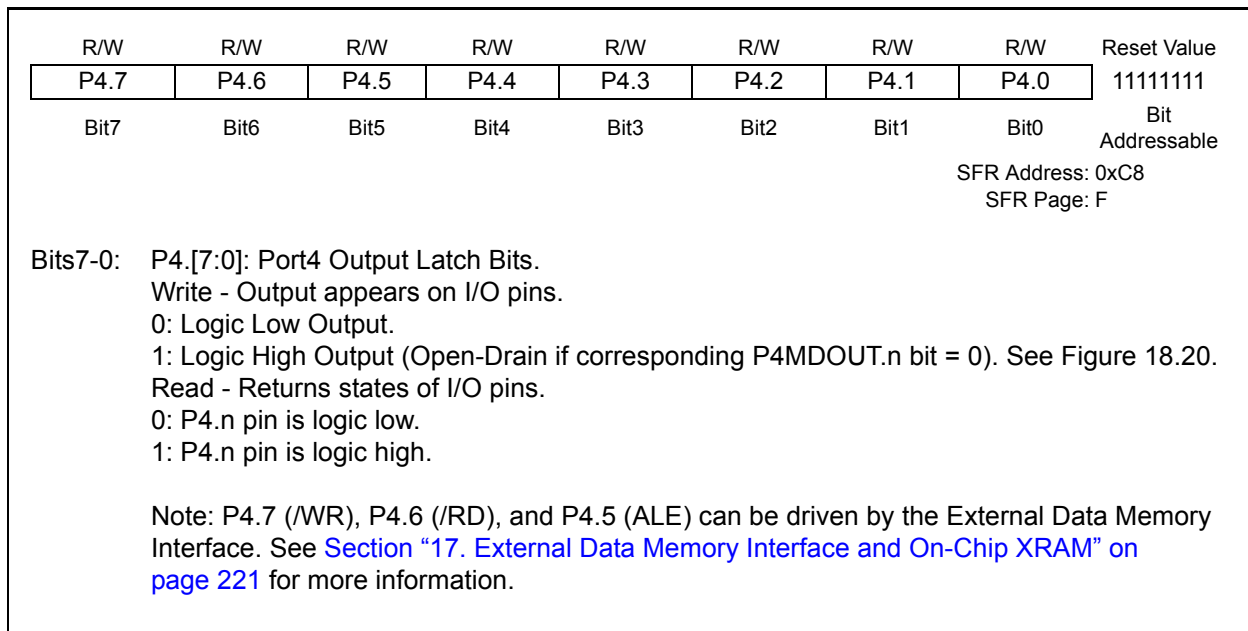 R/W R/W R/W R/W R/W R/W R/W R/W Reset Value
P4.7 P4.6 P4.5 P4.4 P4.3 P4.2 P4.1 P4.0 11111111
Bit7 Bit6 Bit5 Bit4 Bit3 Bit2 Bit1 Bit0 Bit
Addressable
SFR Address: 0xC8
SFR Page: F
Bits7-0: P4.[7:0]: Port4 Output Latch Bits.
Write - Output appears on I/O pins.
0: Logic Low Output.
1: Logic High Output (Open-Drain if corresponding P4MDOUT.n bit = 0). See Figure 18.20.
Read - Returns states of I/O pins.
0: P4.n pin is logic low.
1: P4.n pin is logic high.
Note: P4.7 (/WR), P4.6 (/RD), and P4.5 (ALE) can be driven by the External Data Memory
Interface. See Section “17. External Data Memory Interface and On-Chip XRAM” on
page 221 for more information.